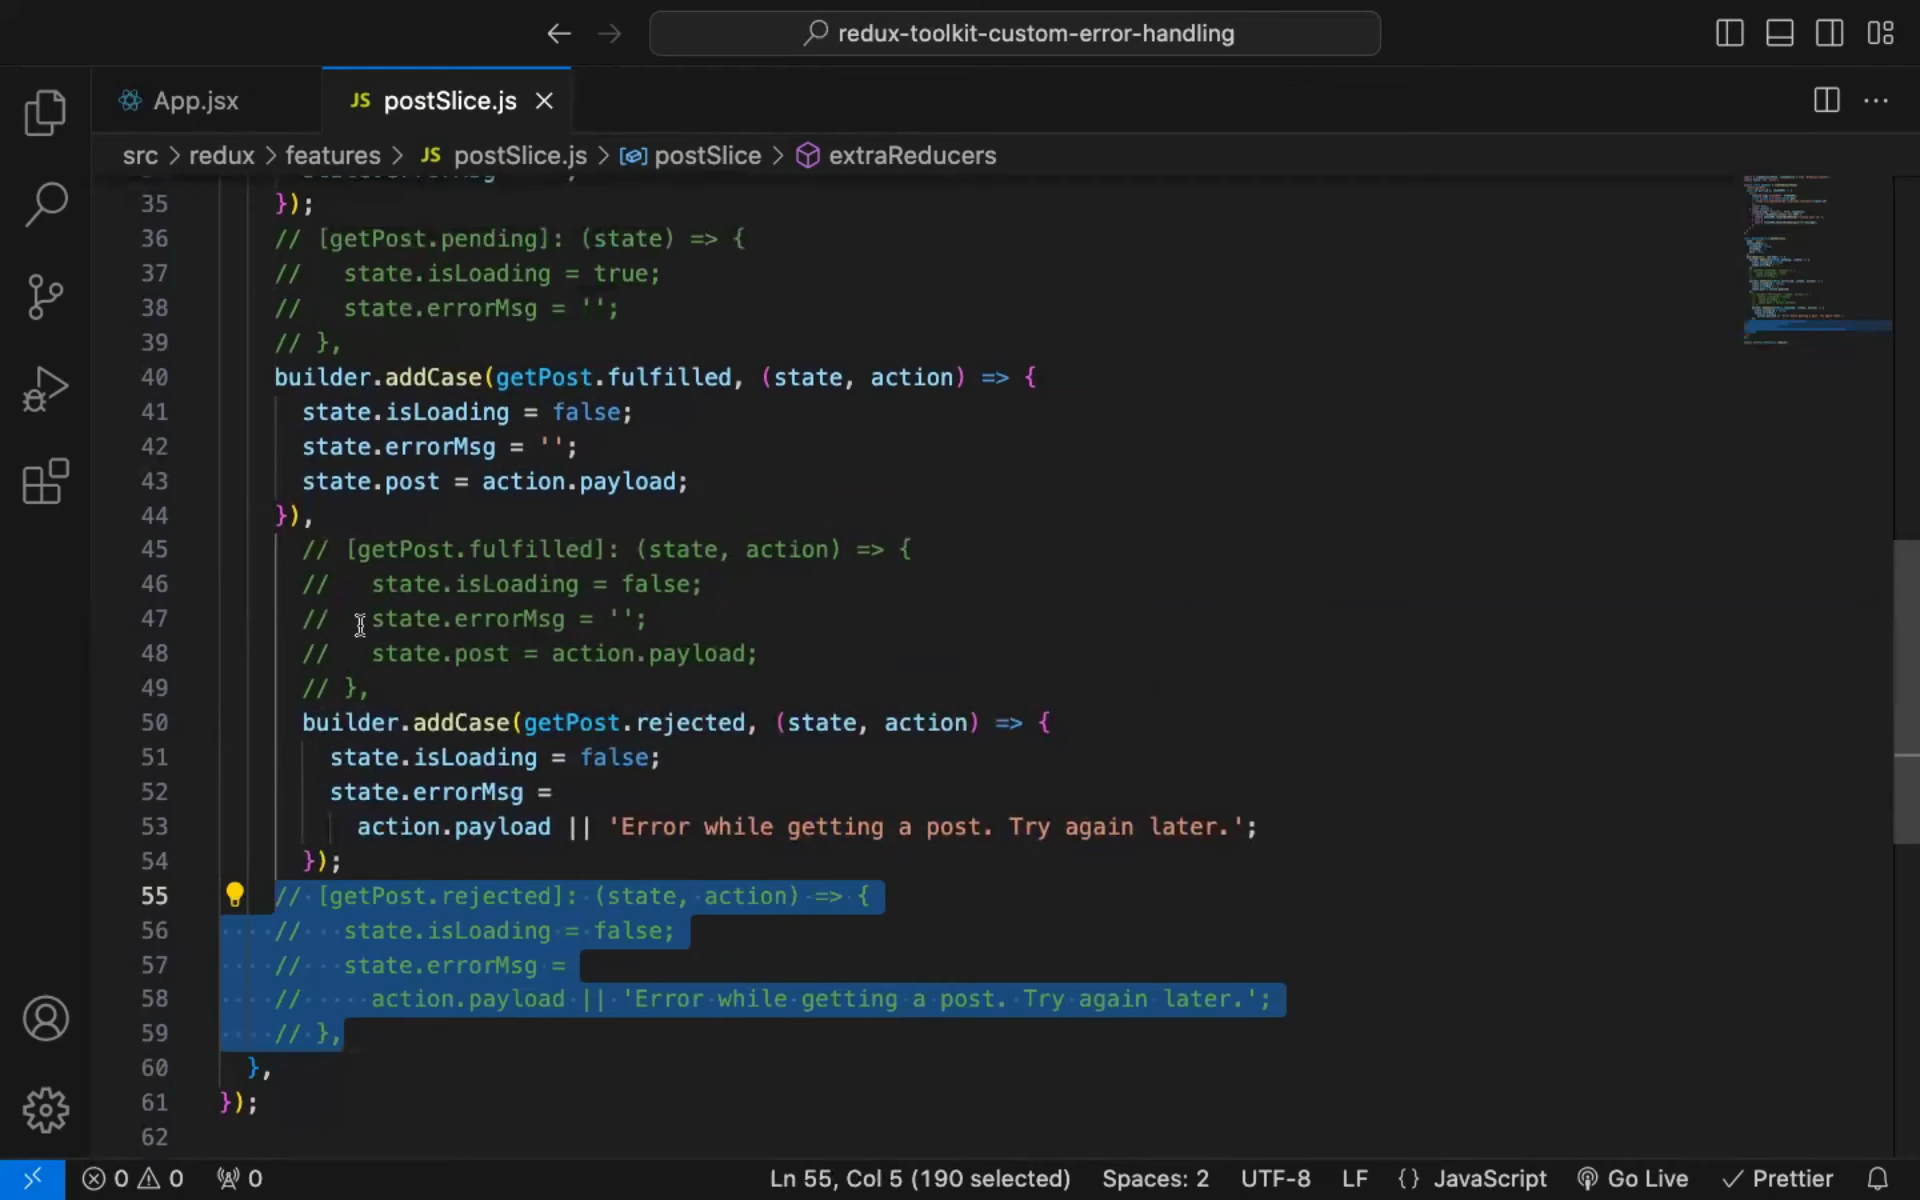 redux-toolkit-custom-error-handling
App.jsx
JS postSlice.js
src > redux > features > JS postSlice.js > postSlice > extraReducers
35 });
36 // [getPost.pending]: (state) => {
37 //   state.isLoading = true;
38 //   state.errorMsg = '';
39 // },
40 builder.addCase(getPost.fulfilled, (state, action) => {
41 state.isLoading = false;
42 state.errorMsg = '';
43 state.post = action.payload;
44 }),
45 // [getPost.fulfilled]: (state, action) => {
46 //   state.isLoading = false;
47 //   state.errorMsg = '';
48 //   state.post = action.payload;
49 // },
50 builder.addCase(getPost.rejected, (state, action) => {
51 state.isLoading = false;
52 state.errorMsg =
53 action.payload || 'Error while getting a post. Try again later.';
54 });
55 // [getPost.rejected]: (state, action) => {
56 //   state.isLoading = false;
57 //   state.errorMsg =
58 //     action.payload || 'Error while getting a post. Try again later.';
59 // },
60 },
61 });
62
0 0 0 Ln 55, Col 5 (190 selected) Spaces: 2 UTF-8 LF {} JavaScript Go Live Prettier